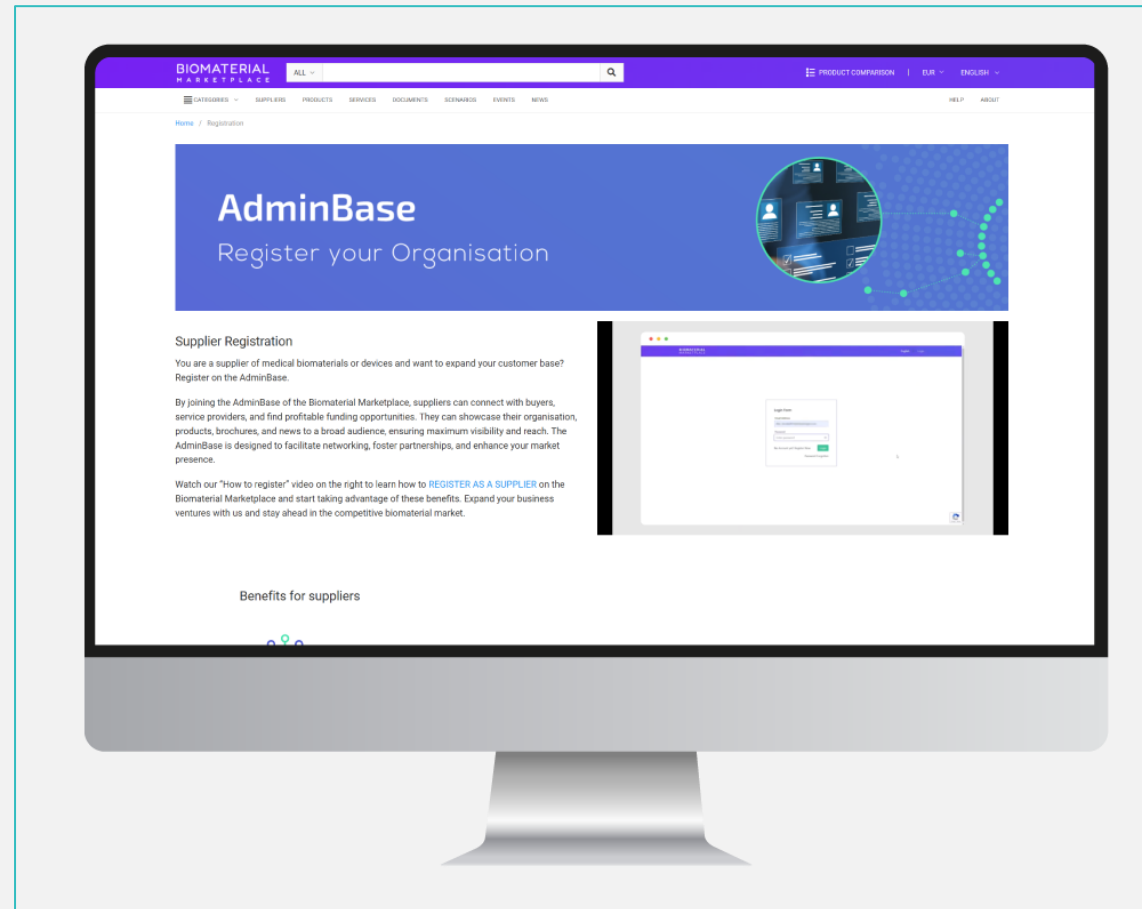 BIOMATERIAL
MARKETPLACE
ALL
PRODUCT COMPARISON | EUR ENGLISH
CATEGORIES SUPPLIERS PRODUCTS SERVICES DOCUMENTS SCENARIOS EVENTS NEWS HELP ABOUT
Home / Registration
AdminBase
Register your Organisation
Supplier Registration
You are a supplier of medical biomaterials or devices and want to expand your customer base?
Register on the AdminBase.
By joining the AdminBase of the Biomaterial Marketplace, suppliers can connect with buyers,
service providers, and find profitable funding opportunities. They can showcase their organisation,
products, brochures, and news to a broad audience, ensuring maximum visibility and reach. The
AdminBase is designed to facilitate networking, foster partnerships, and enhance your market
presence.
Watch our "How to register" video on the right to learn how to REGISTER AS A SUPPLIER on the
Biomaterial Marketplace and start taking advantage of these benefits. Expand your business
ventures with us and stay ahead in the competitive biomaterial market.
Benefits for suppliers